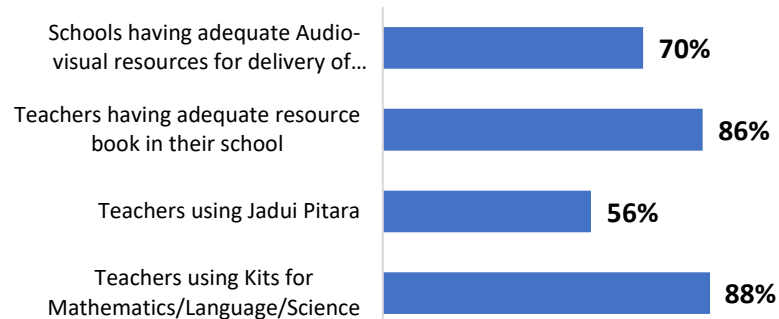 Schools having adequate Audio-
visual resources for delivery of...
70%
Teachers having adequate resource
book in their school
86%
Teachers using Jadui Pitara
56%
Teachers using Kits for
Mathematics/Language/Science
88%